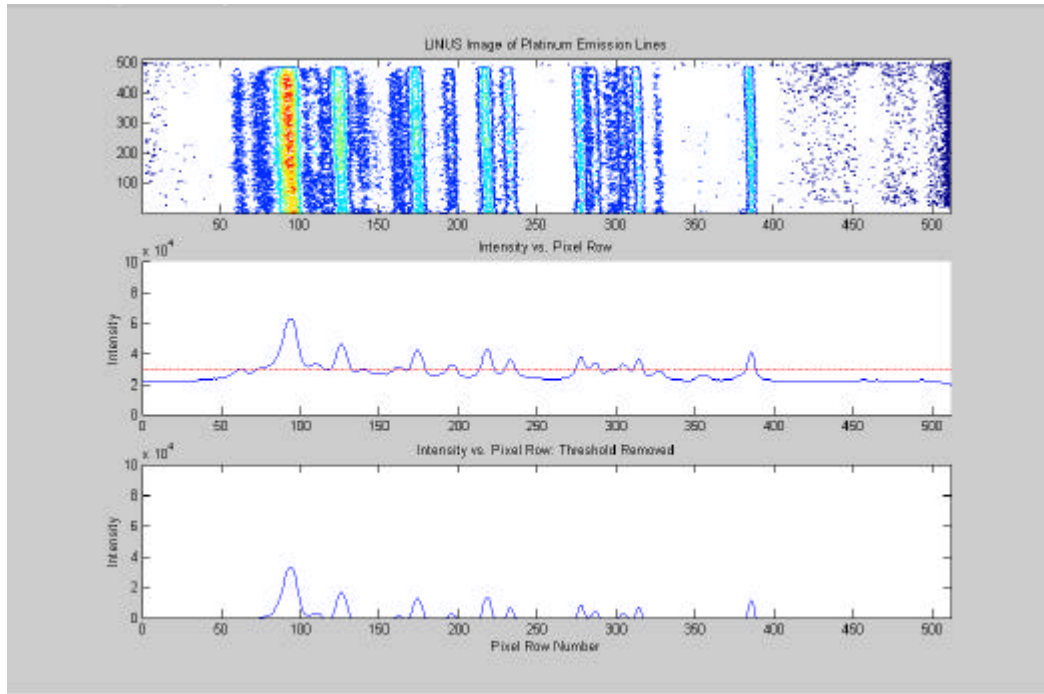 LINUS Image of Platinum Emission Lines
500
400
300
200
100
50 100 150 200 250 300 350 400 450 500
Intensity vs. Pixel Row
x 10^4
10
8
6
4
2
0
Intensity
0 50 100 150 200 250 300 350 400 450 500
Intensity vs. Pixel Row: Threshold Removed
x 10^4
10
8
6
4
2
0
Intensity
0 50 100 150 200 250 300 350 400 450 500
Pixel Row Number